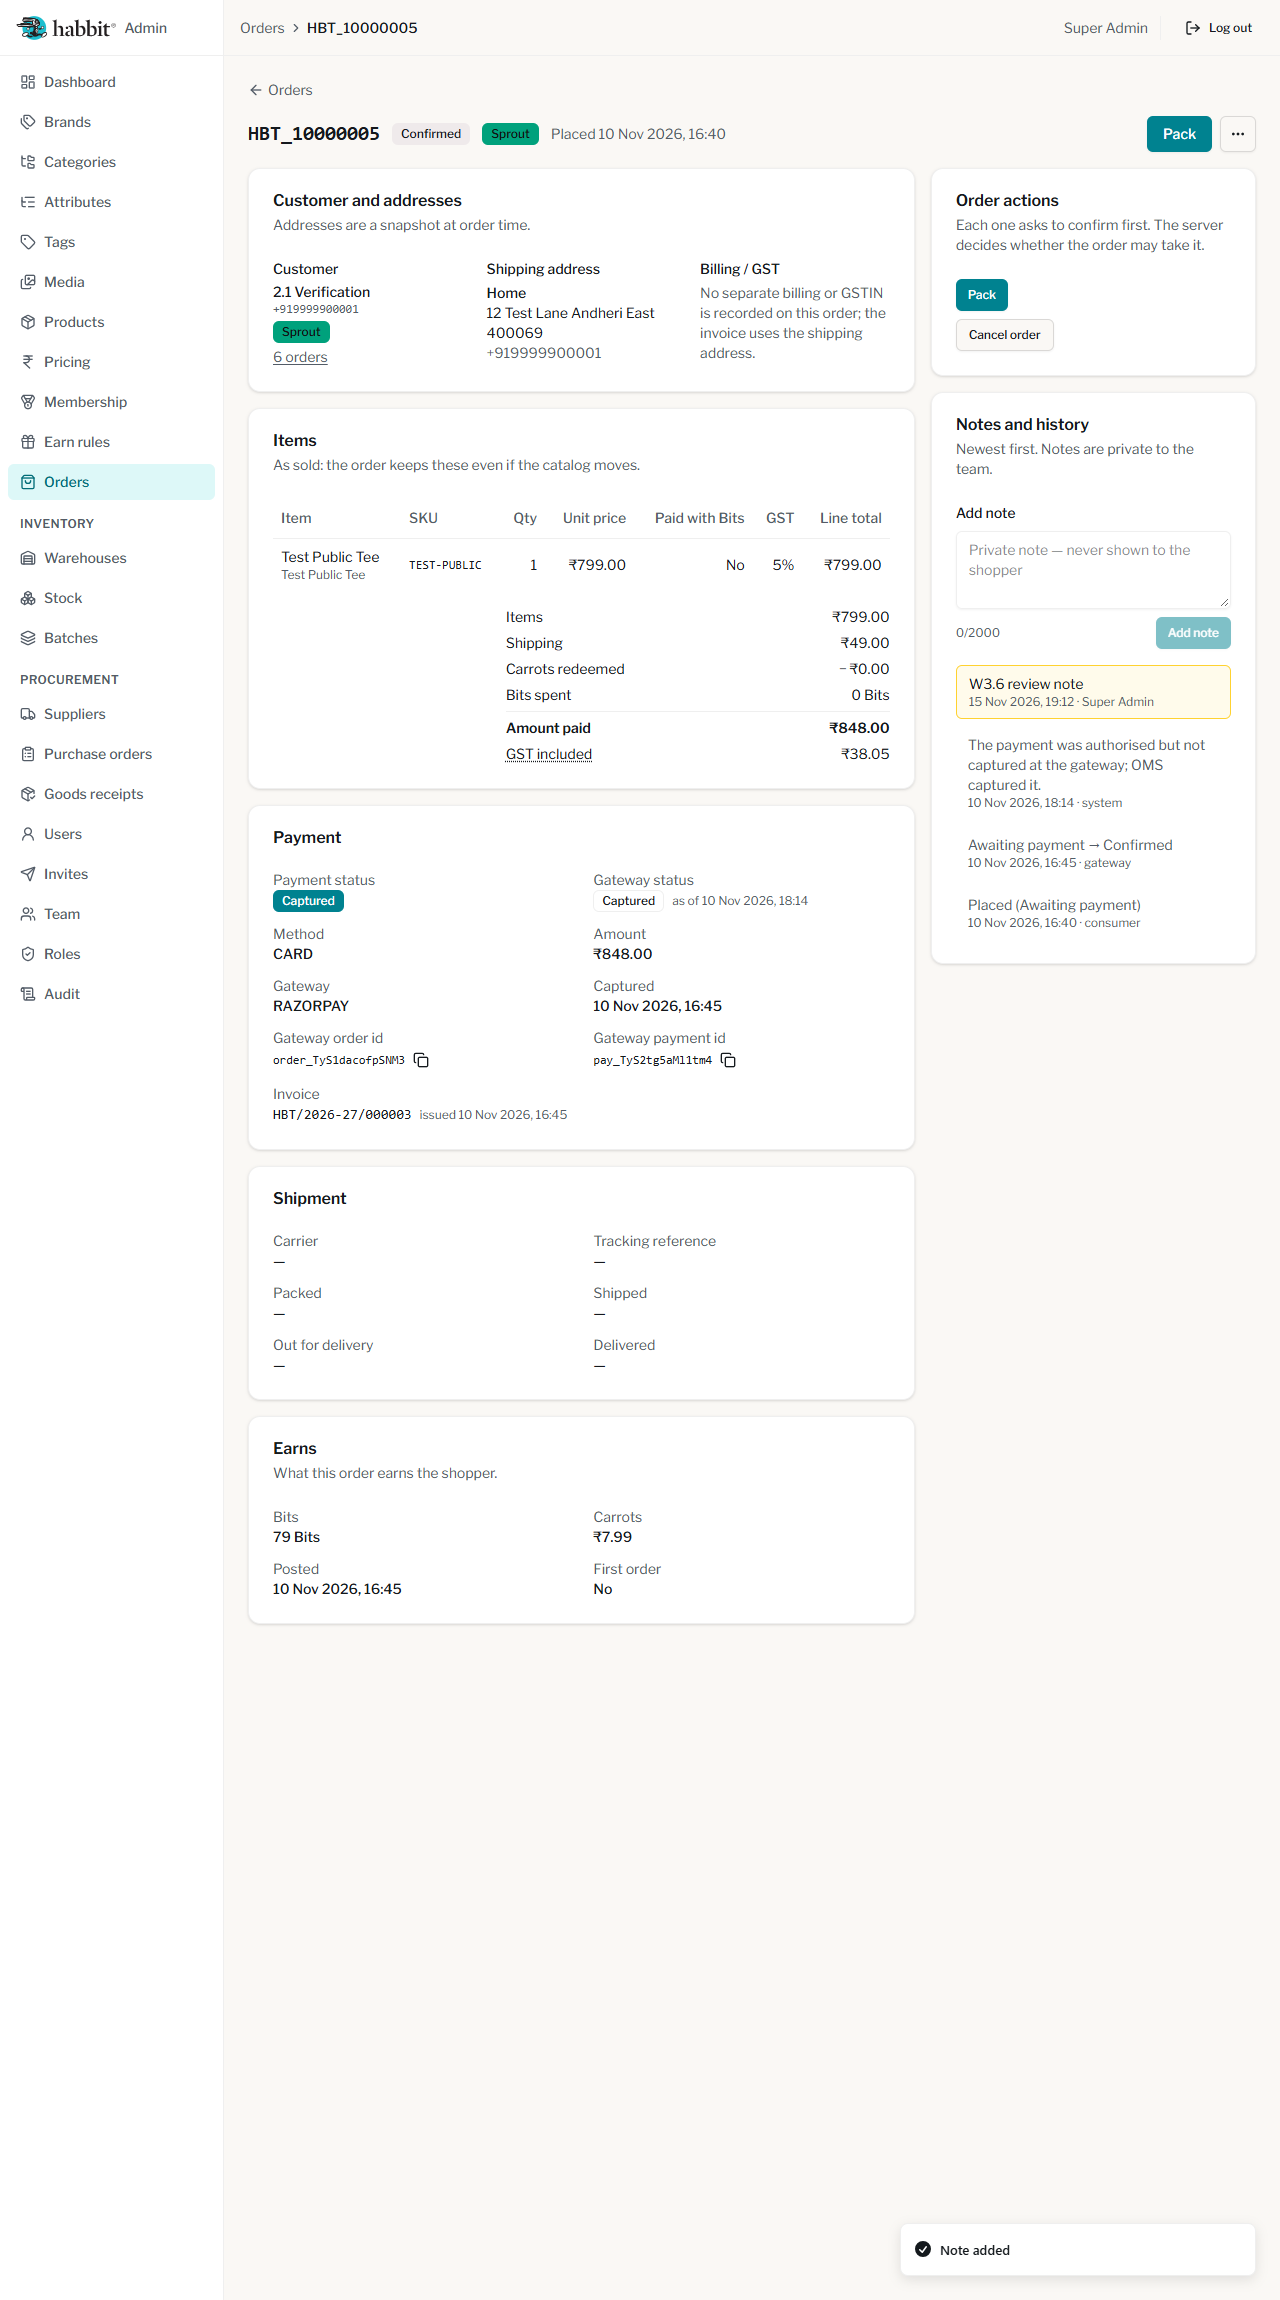 habbit® Admin
Orders > HBT_10000005
Super Admin
Log out
Dashboard
Brands
Categories
Attributes
Tags
Media
Products
Pricing
Membership
Earn rules
Orders
INVENTORY
Warehouses
Stock
Batches
PROCUREMENT
Suppliers
Purchase orders
Goods receipts
Users
Invites
Team
Roles
Audit
← Orders
HBT_10000005 Confirmed Sprout Placed 10 Nov 2026, 16:40
Pack ···
Customer and addresses
Addresses are a snapshot at order time.
Customer
2.1 Verification
+919999900001
Sprout
6 orders
Shipping address
Home
12 Test Lane Andheri East
400069
+919999900001
Billing / GST
No separate billing or GSTIN
is recorded on this order; the
invoice uses the shipping
address.
Items
As sold: the order keeps these even if the catalog moves.
Item SKU Qty Unit price Paid with Bits GST Line total
Test Public Tee TEST-PUBLIC 1 ₹799.00 No 5% ₹799.00
Test Public Tee
Items ₹799.00
Shipping ₹49.00
Carrots redeemed − ₹0.00
Bits spent 0 Bits
Amount paid ₹848.00
GST included ₹38.05
Payment
Payment status
Captured
Gateway status
Captured as of 10 Nov 2026, 18:14
Method
CARD
Amount
₹848.00
Gateway
RAZORPAY
Captured
10 Nov 2026, 16:45
Gateway order id
order_TyS1dacofpSNM3
Gateway payment id
pay_TyS2tg5aMl1tm4
Invoice
HBT/2026-27/000003 issued 10 Nov 2026, 16:45
Shipment
Carrier
—
Tracking reference
—
Packed
—
Shipped
—
Out for delivery
—
Delivered
—
Earns
What this order earns the shopper.
Bits
79 Bits
Carrots
₹7.99
Posted
10 Nov 2026, 16:45
First order
No
Order actions
Each one asks to confirm first. The server
decides whether the order may take it.
Pack
Cancel order
Notes and history
Newest first. Notes are private to the
team.
Add note
Private note — never shown to the
shopper
0/2000
Add note
W3.6 review note
15 Nov 2026, 19:12 · Super Admin
The payment was authorised but not
captured at the gateway; OMS
captured it.
10 Nov 2026, 18:14 · system
Awaiting payment → Confirmed
10 Nov 2026, 16:45 · gateway
Placed (Awaiting payment)
10 Nov 2026, 16:40 · consumer
Note added